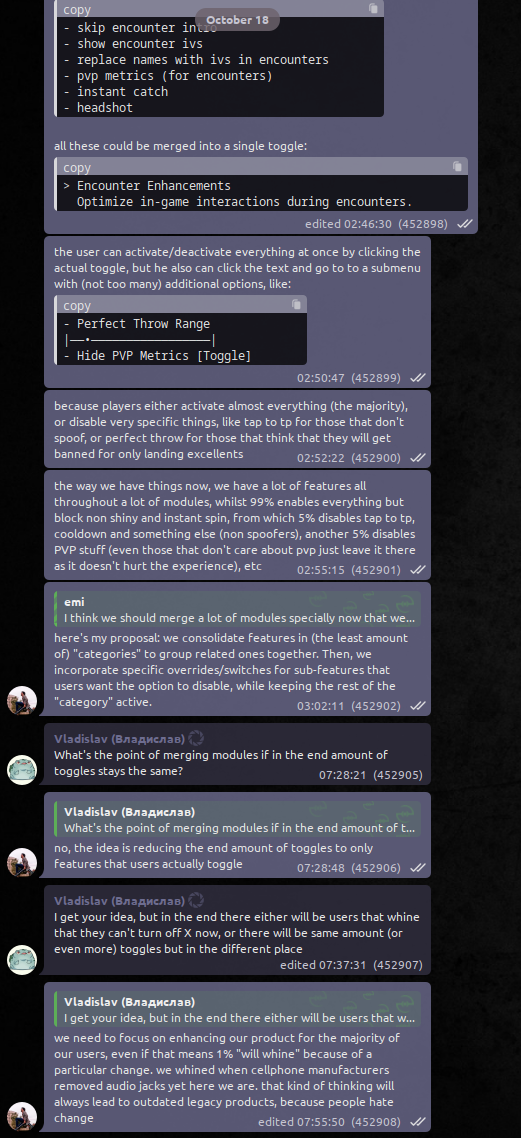 October 18
copy
- skip encounter intro
- show encounter ivs
- replace names with ivs in encounters
- pvp metrics (for encounters)
- instant catch
- headshot
all these could be merged into a single toggle:
copy
> Encounter Enhancements
Optimize in-game interactions during encounters.
edited 02:46:30 (452898)
the user can activate/deactivate everything at once by clicking the
actual toggle, but he also can click the text and go to to a submenu
with (not too many) additional options, like:
copy
- Perfect Throw Range
|——•———————————————————|
- Hide PVP Metrics [Toggle]
02:50:47 (452899)
because players either activate almost everything (the majority),
or disable very specific things, like tap to tp for those that don't
spoof, or perfect throw for those that think that they will get
banned for only landing excellents
02:52:22 (452900)
the way we have things now, we have a lot of features all
throughout a lot of modules, whilst 99% enables everything but
block non shiny and instant spin, from which 5% disables tap to tp,
cooldown and something else (non spoofers), another 5% disables
PVP stuff (even those that don't care about pvp just leave it there
as it doesn't hurt the experience), etc
02:55:15 (452901)
emi
I think we should merge a lot of modules specially now that we...
here's my proposal: we consolidate features in (the least amount
of) "categories" to group related ones together. Then, we
incorporate specific overrides/switches for sub-features that
users want the option to disable, while keeping the rest of the
"category" active.
03:02:11 (452902)
Vladislav (Владислав)
What's the point of merging modules if in the end amount of
toggles stays the same?
07:28:21 (452905)
Vladislav (Владислав)
What's the point of merging modules if in the end amount of t...
no, the idea is reducing the end amount of toggles to only
features that users actually toggle
07:28:48 (452906)
Vladislav (Владислав)
I get your idea, but in the end there either will be users that whine
that they can't turn off X now, or there will be same amount (or
even more) toggles but in the different place
edited 07:37:31 (452907)
Vladislav (Владислав)
I get your idea, but in the end there either will be users that w...
we need to focus on enhancing our product for the majority of
our users, even if that means 1% "will whine" because of a
particular change. we whined when cellphone manufacturers
removed audio jacks yet here we are. that kind of thinking will
always lead to outdated legacy products, because people hate
change
edited 07:55:50 (452908)